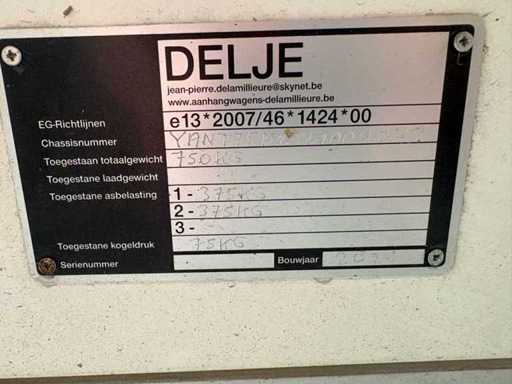 DELJE
jean-pierre.delamillieure@skynet.be
www.aanhangwagens-delamillieure.be
EG-Richtlijnen e13*2007/46*1424*00
Chassisnummer
Toegestaan totaalgewicht 750KG
Toegestane laadgewicht
Toegestane asbelasting 1-375KG
2-375KG
3-
Toegestane kogeldruk 75KG
Serienummer Bouwjaar